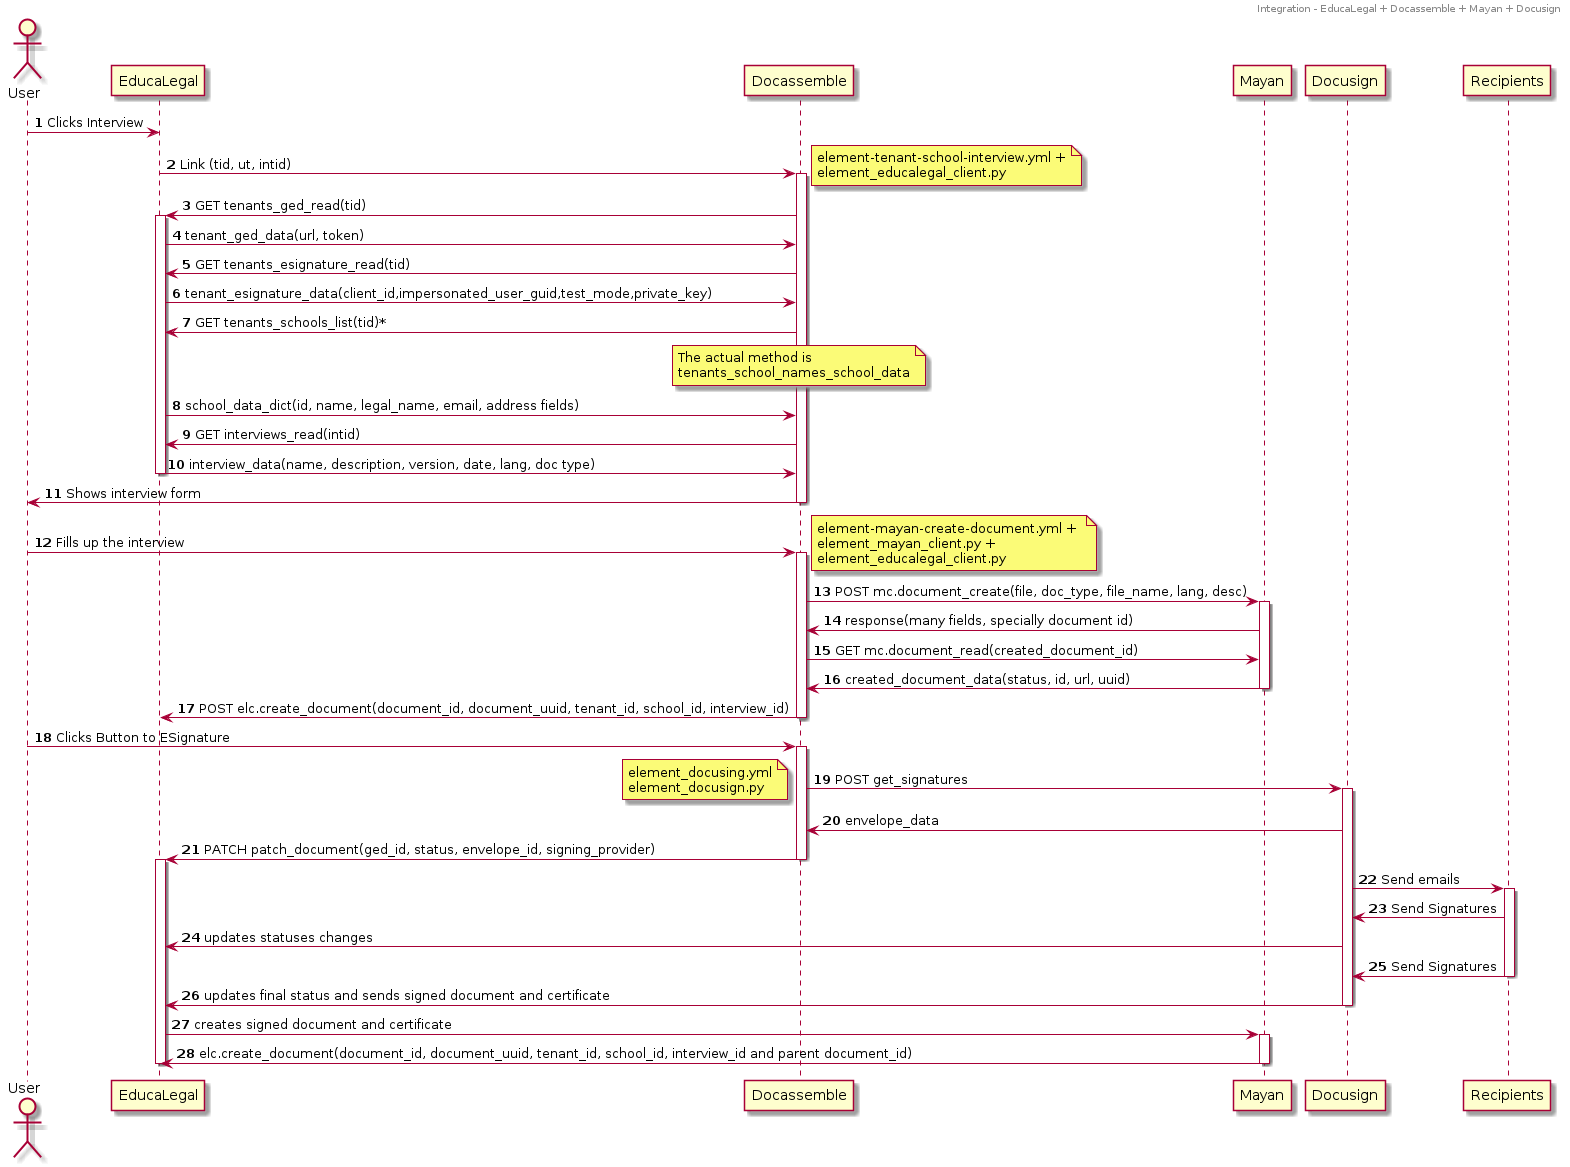 Integration - EducaLegal + Docassemble + Mayan + Docusign
User
EducaLegal
Docassemble
Mayan
Docusign
Recipients
1 Clicks Interview
2 Link (tid, ut, intid)
element-tenant-school-interview.yml +
element_educalegal_client.py
3 GET tenants_ged_read(tid)
4 tenant_ged_data(url, token)
5 GET tenants_esignature_read(tid)
6 tenant_esignature_data(client_id,impersonated_user_guid,test_mode,private_key)
7 GET tenants_schools_list(tid)*
The actual method is
tenants_school_names_school_data
8 school_data_dict(id, name, legal_name, email, address fields)
9 GET interviews_read(intid)
10 interview_data(name, description, version, date, lang, doc type)
11 Shows interview form
element-mayan-create-document.yml +
element_mayan_client.py +
element_educalegal_client.py
12 Fills up the interview
13 POST mc.document_create(file, doc_type, file_name, lang, desc)
14 response(many fields, specially document id)
15 GET mc.document_read(created_document_id)
16 created_document_data(status, id, url, uuid)
17 POST elc.create_document(document_id, document_uuid, tenant_id, school_id, interview_id)
18 Clicks Button to ESignature
element_docusing.yml
element_docusign.py
19 POST get_signatures
20 envelope_data
21 PATCH patch_document(ged_id, status, envelope_id, signing_provider)
22 Send emails
23 Send Signatures
24 updates statuses changes
25 Send Signatures
26 updates final status and sends signed document and certificate
27 creates signed document and certificate
28 elc.create_document(document_id, document_uuid, tenant_id, school_id, interview_id and parent document_id)
User
EducaLegal
Docassemble
Mayan
Docusign
Recipients